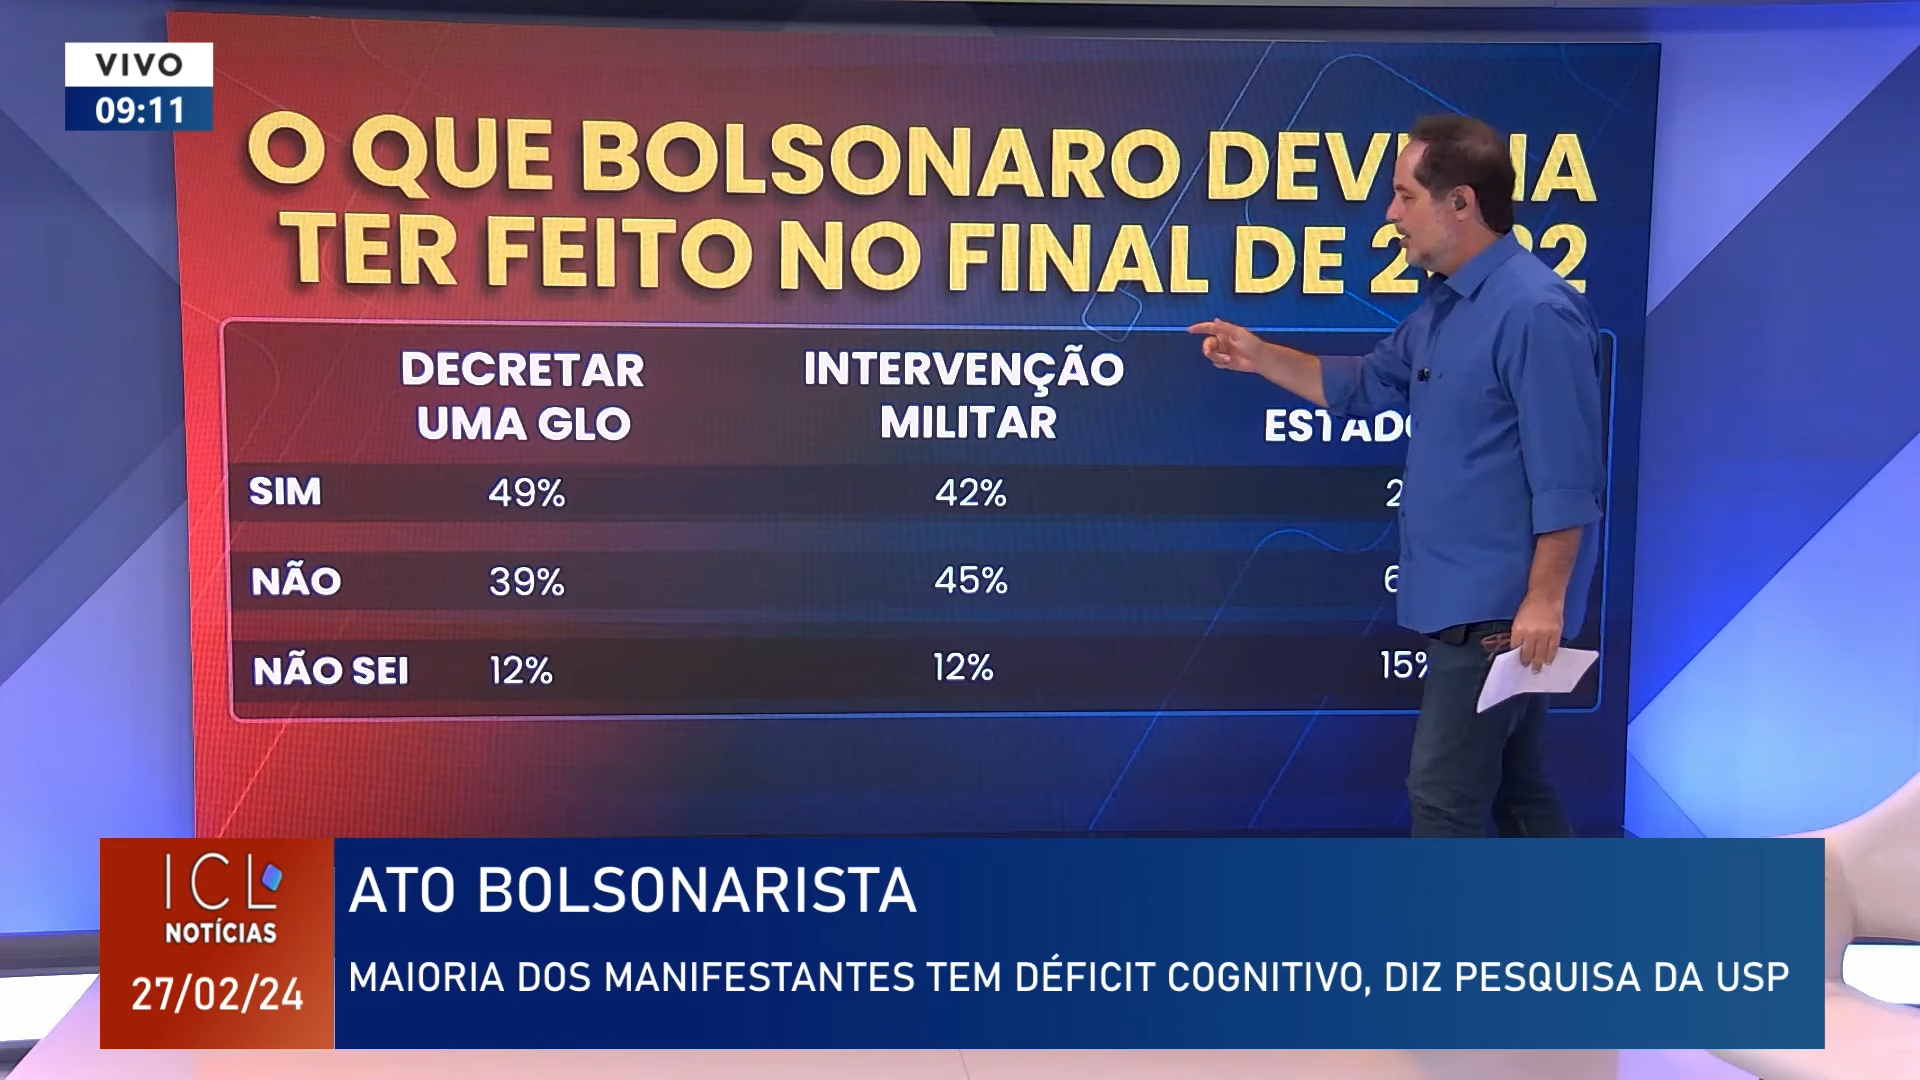 VIVO
09:11
O QUE BOLSONARO
TER FEITO NO FINAL DE
DECRETAR INTERVENÇÃO
UMA GLO MILITAR
SIM 49% 42%
NÃO 39% 45%
NÃO SEI 12% 12% 15%
ICL
NOTÍCIAS
27/02/24
ATO BOLSONARISTA
MAIORIA DOS MANIFESTANTES TEM DÉFICIT COGNITIVO, DIZ PESQUISA DA USP